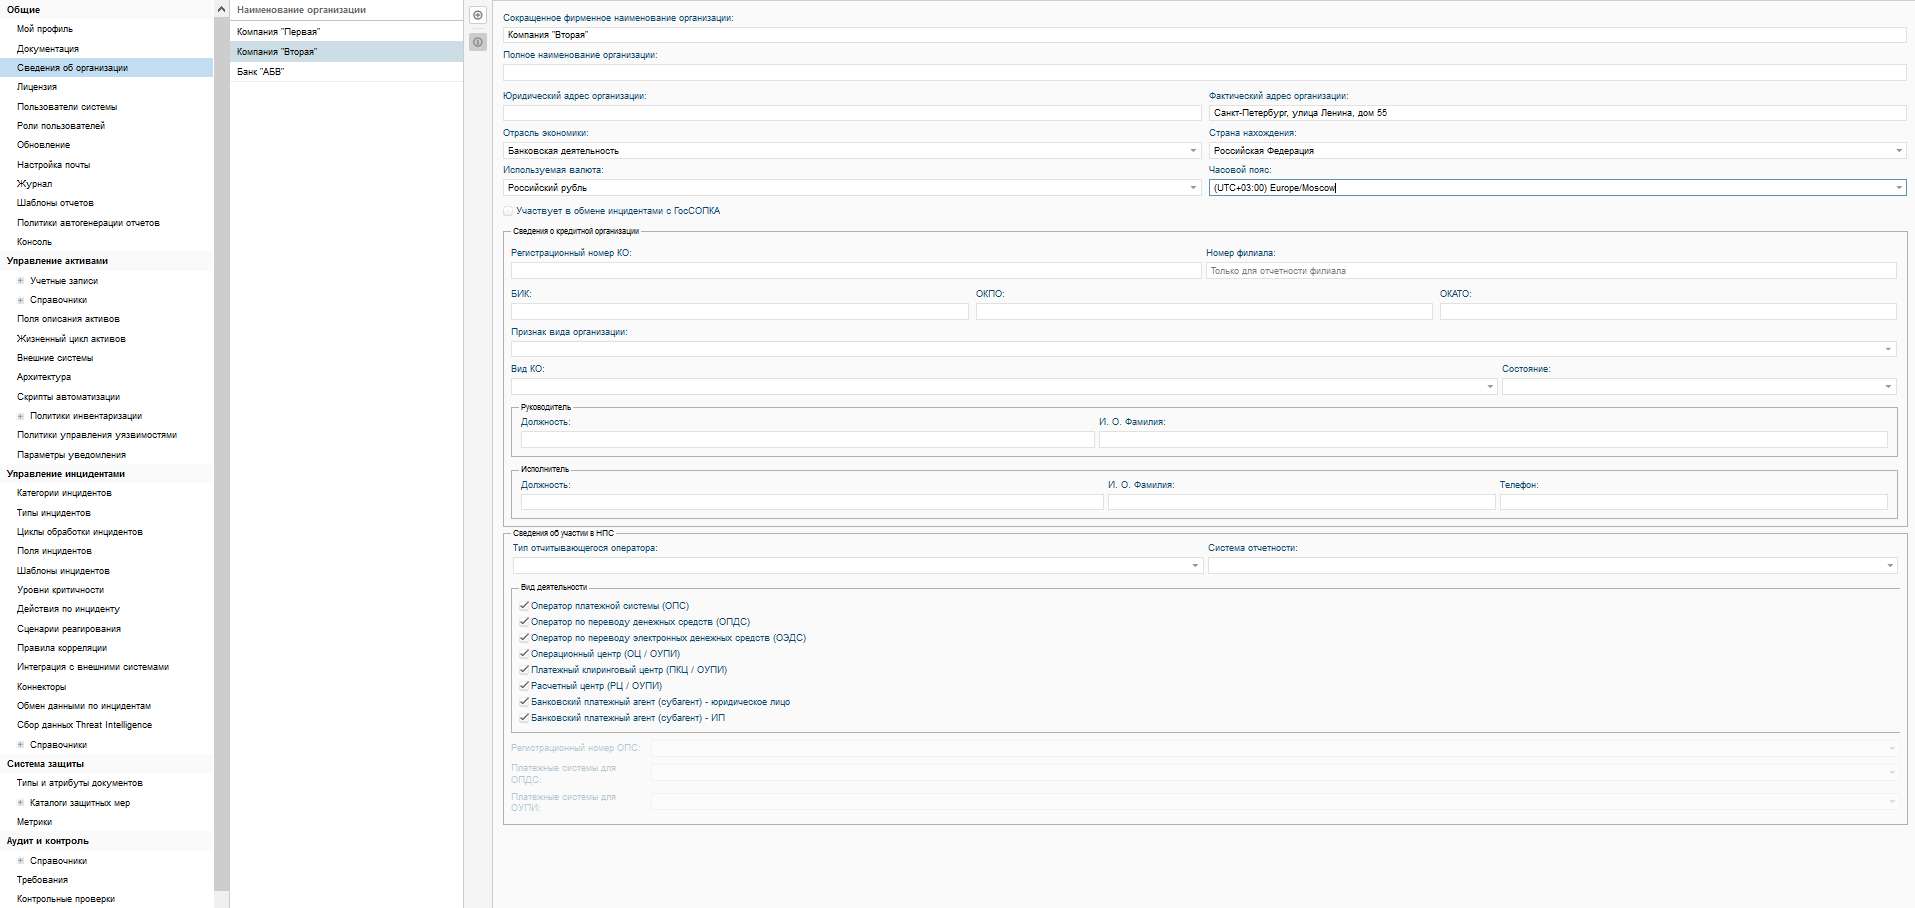 Общие
Мой профиль
Документация
Сведения об организации
Лицензия
Пользователи системы
Роли пользователей
Обновление
Настройка почты
Журнал
Шаблоны отчетов
Политики автогенерации отчетов
Консоль
Управление активами
Учетные записи
Справочники
Поля описания активов
Жизненный цикл активов
Внешние системы
Архитектура
Скрипты автоматизации
Политики инвентаризации
Политики управления уязвимостями
Параметры уведомления
Управление инцидентами
Категории инцидентов
Типы инцидентов
Циклы обработки инцидентов
Поля инцидентов
Шаблоны инцидентов
Уровни критичности
Действия по инциденту
Сценарии реагирования
Правила корреляции
Интеграция с внешними системами
Коннекторы
Обмен данными по инцидентам
Сбор данных Threat Intelligence
Справочники
Система защиты
Типы и атрибуты документов
Каталоги защитных мер
Метрики
Аудит и контроль
Справочники
Требования
Контрольные проверки
Наименование организации
Компания "Первая"
Компания "Вторая"
Банк "АБВ"
Сокращенное фирменное наименование организации:
Компания "Вторая"
Полное наименование организации:
Юридический адрес организации: Фактический адрес организации:
Санкт-Петербург, улица Ленина, дом 55
Отрасль экономики: Страна нахождения:
Банковская деятельность Российская Федерация
Используемая валюта: Часовой пояс:
Российский рубль (UTC+03:00) Europe/Moscow
Участвует в обмене инцидентами с ГосСОПКА
Сведения о кредитной организации
Регистрационный номер КО: Номер филиала:
Только для отчетности филиала
БИК: ОКПО: ОКАТО:
Признак вида организации:
Вид КО: Состояние:
Руководитель
Должность: И. О. Фамилия:
Исполнитель
Должность: И. О. Фамилия: Телефон:
Сведения об участии в НПС
Тип отчитывающегося оператора: Система отчетности:
Вид деятельности
Оператор платежной системы (ОПС)
Оператор по переводу денежных средств (ОПДС)
Оператор по переводу электронных денежных средств (ОЭДС)
Операционный центр (ОЦ / ОУПИ)
Платежный клиринговый центр (ПКЦ / ОУПИ)
Расчетный центр (РЦ / ОУПИ)
Банковский платежный агент (субагент) - юридическое лицо
Банковский платежный агент (субагент) - ИП
Регистрационный номер ОПС:
Платежные системы для
ОПДС:
Платежные системы для
ОУПИ: